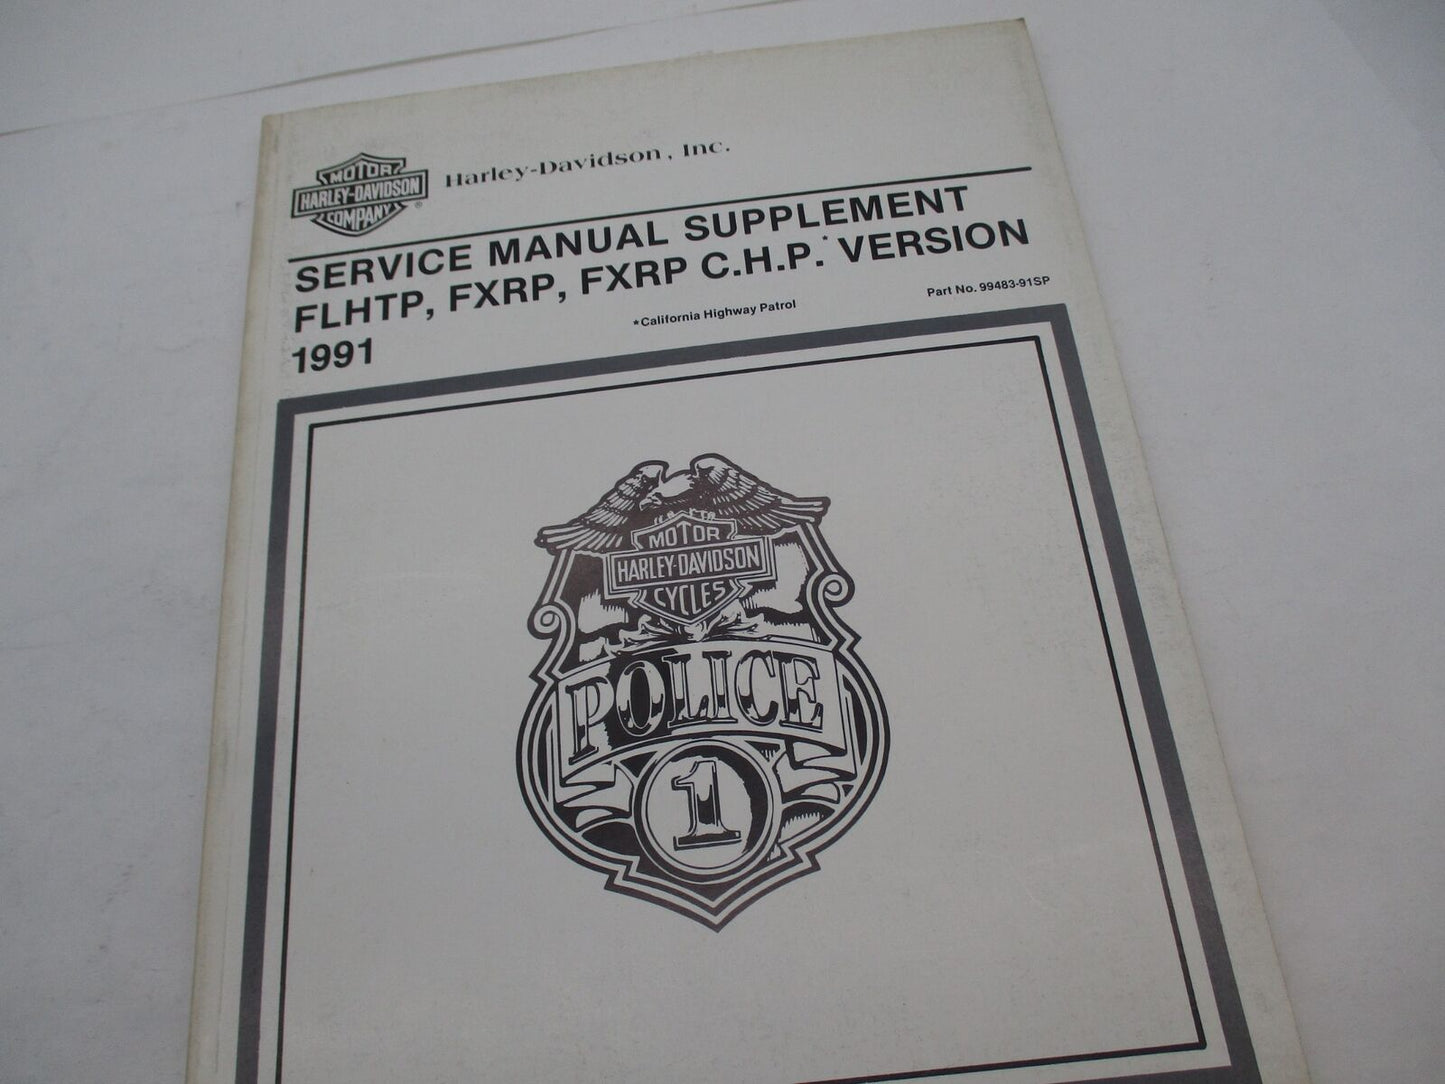 MOTOR
HARLEY-DAVIDSON
COMPANY
®
Harley-Davidson, Inc.
SERVICE MANUAL SUPPLEMENT
FLHTP, FXRP, FXRP C.H.P.* VERSION
1991
*California Highway Patrol
Part No. 99483-91SP
MOTOR
HARLEY-DAVIDSON
CYCLES
POLICE
1